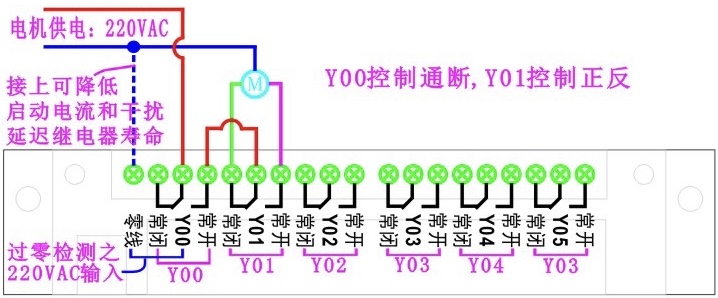 电机供电: 220VAC
Y00控制通断,Y01控制正反
接上可降低
启动电流和干扰
延迟继电器寿命
M
零线 常闭 Y00 常开 常闭 Y01 常开 常闭 Y02 常开 常闭 Y03 常开 常闭 Y04 常开 常闭 Y05 常开
过零检测之
220VAC输入
Y00 Y01 Y02 Y03 Y04 Y03